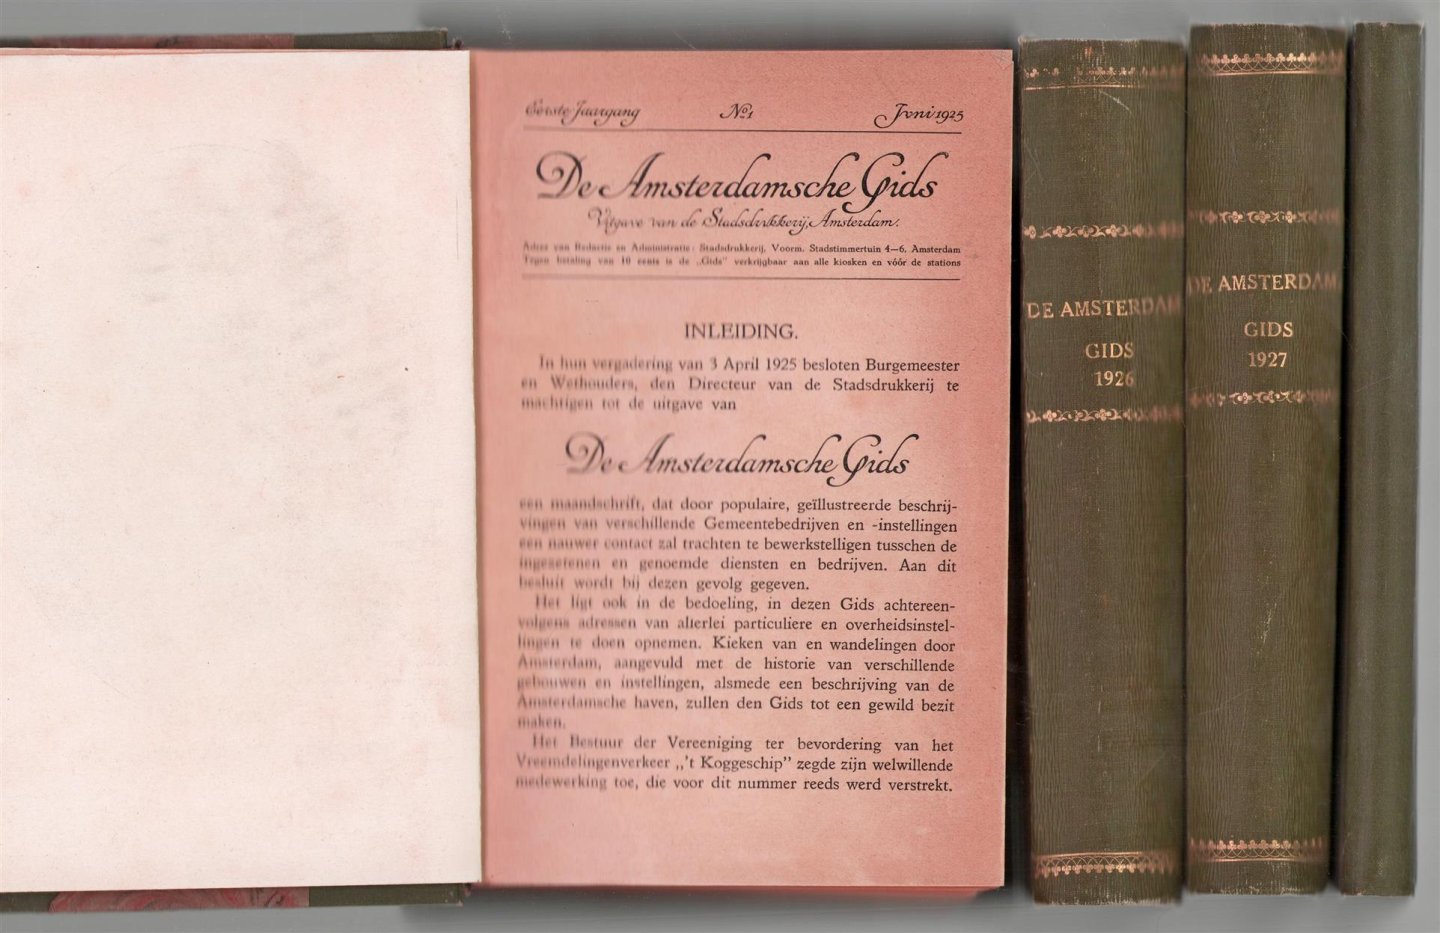 Eerste Jaargang No. 1 Juni 1925
De Amsterdamsche Gids
Uitgave van de Stadsdrukkerij, Amsterdam.
Adres van Redactie en Administratie: Stadsdrukkerij, Voorm. Stadstimmertuin 4—6, Amsterdam
Tegen betaling van 10 cents is de „Gids” verkrijgbaar aan alle kiosken en vóór de stations
INLEIDING.
In hun vergadering van 3 April 1925 besloten Burgemeester
en Wethouders, den Directeur van de Stadsdrukkerij te
machtigen tot de uitgave van
De Amsterdamsche Gids
een maandschrift, dat door populaire, geïllustreerde beschrij-
vingen van verschillende Gemeentebedrijven en -instellingen
een nauwer contact zal trachten te bewerkstelligen tusschen de
ingezetenen en genoemde diensten en bedrijven. Aan dit
besluit wordt bij dezen gevolg gegeven.
Het ligt ook in de bedoeling, in dezen Gids achtereen-
volgens adressen van allerlei particuliere en overheidsinstel-
lingen te doen opnemen. Kieken van en wandelingen door
Amsterdam, aangevuld met de historie van verschillende
gebouwen en instellingen, alsmede een beschrijving van de
Amsterdamsche haven, zullen den Gids tot een gewild bezit
maken.
Het Bestuur der Vereeniging ter bevordering van het
Vreemdelingenverkeer „'t Koggeschip” zegde zijn welwillende
medewerking toe, die voor dit nummer reeds werd verstrekt.
DE AMSTERDAM
GIDS
1926
DE AMSTERDAM
GIDS
1927